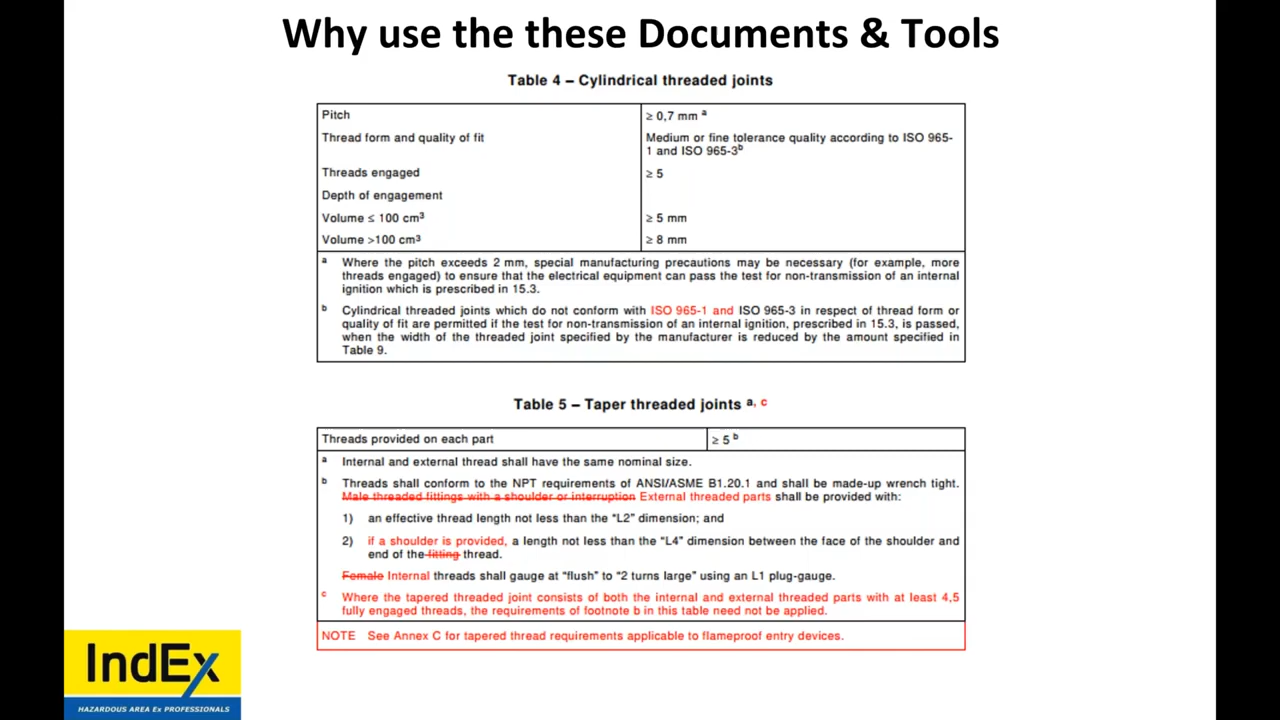 Why use the these Documents & Tools
Table 4 – Cylindrical threaded joints
Pitch
≥ 0,7 mm a
Thread form and quality of fit
Medium or fine tolerance quality according to ISO 965-
1 and ISO 965-3b
Threads engaged
≥ 5
Depth of engagement
Volume ≤ 100 cm3
≥ 5 mm
Volume >100 cm3
≥ 8 mm
a Where the pitch exceeds 2 mm, special manufacturing precautions may be necessary (for example, more
threads engaged) to ensure that the electrical equipment can pass the test for non-transmission of an internal
ignition which is prescribed in 15.3.
b Cylindrical threaded joints which do not conform with ISO 965-1 and ISO 965-3 in respect of thread form or
quality of fit are permitted if the test for non-transmission of an internal ignition, prescribed in 15.3, is passed,
when the width of the threaded joint specified by the manufacturer is reduced by the amount specified in
Table 9.
Table 5 – Taper threaded joints a, c
Threads provided on each part
≥ 5 b
a Internal and external thread shall have the same nominal size.
b Threads shall conform to the NPT requirements of ANSI/ASME B1.20.1 and shall be made-up wrench tight.
Male threaded fittings with a shoulder or interruption External threaded parts shall be provided with:
1) an effective thread length not less than the “L2” dimension; and
2) if a shoulder is provided, a length not less than the “L4” dimension between the face of the shoulder and
end of the fitting thread.
Female Internal threads shall gauge at “flush” to “2 turns large” using an L1 plug-gauge.
c Where the tapered threaded joint consists of both the internal and external threaded parts with at least 4,5
fully engaged threads, the requirements of footnote b in this table need not be applied.
NOTE See Annex C for tapered thread requirements applicable to flameproof entry devices.
IndEx
HAZARDOUS AREA Ex PROFESSIONALS